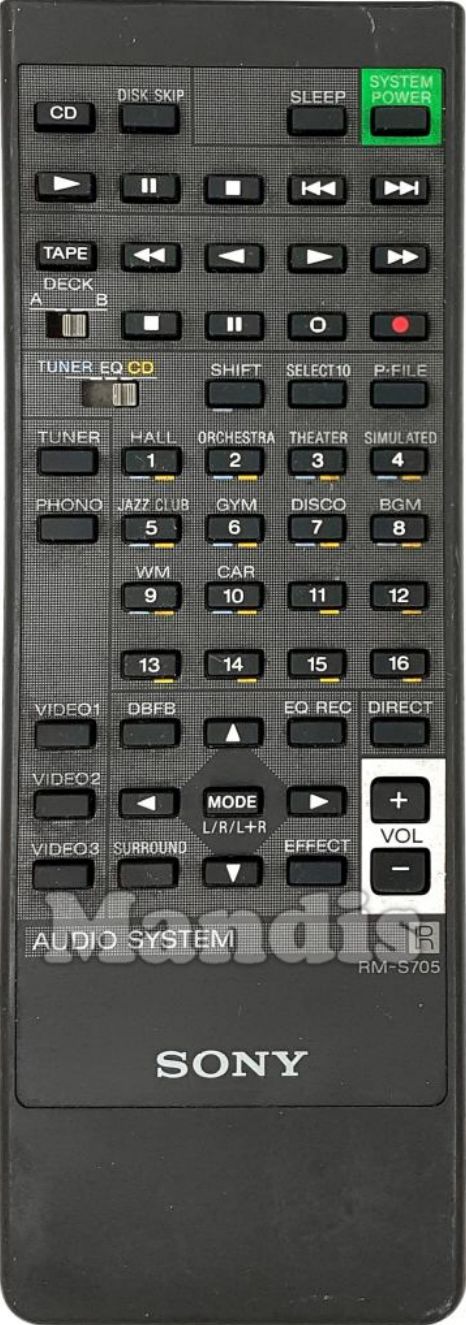 SYSTEM
POWER
DISK SKIP SLEEP
CD
TAPE
DECK
A B
TUNER EQ CD SHIFT SELECT10 P·FILE
TUNER HALL ORCHESTRA THEATER SIMULATED
1 2 3 4
PHONO JAZZ CLUB GYM DISCO BGM
5 6 7 8
WM CAR
9 10 11 12
13 14 15 16
VIDEO1 DBFB EQ REC DIRECT
VIDEO2 MODE +
L/R/L+R VOL
VIDEO3 SURROUND EFFECT −
Mandis
AUDIO SYSTEM R
RM-S705
SONY